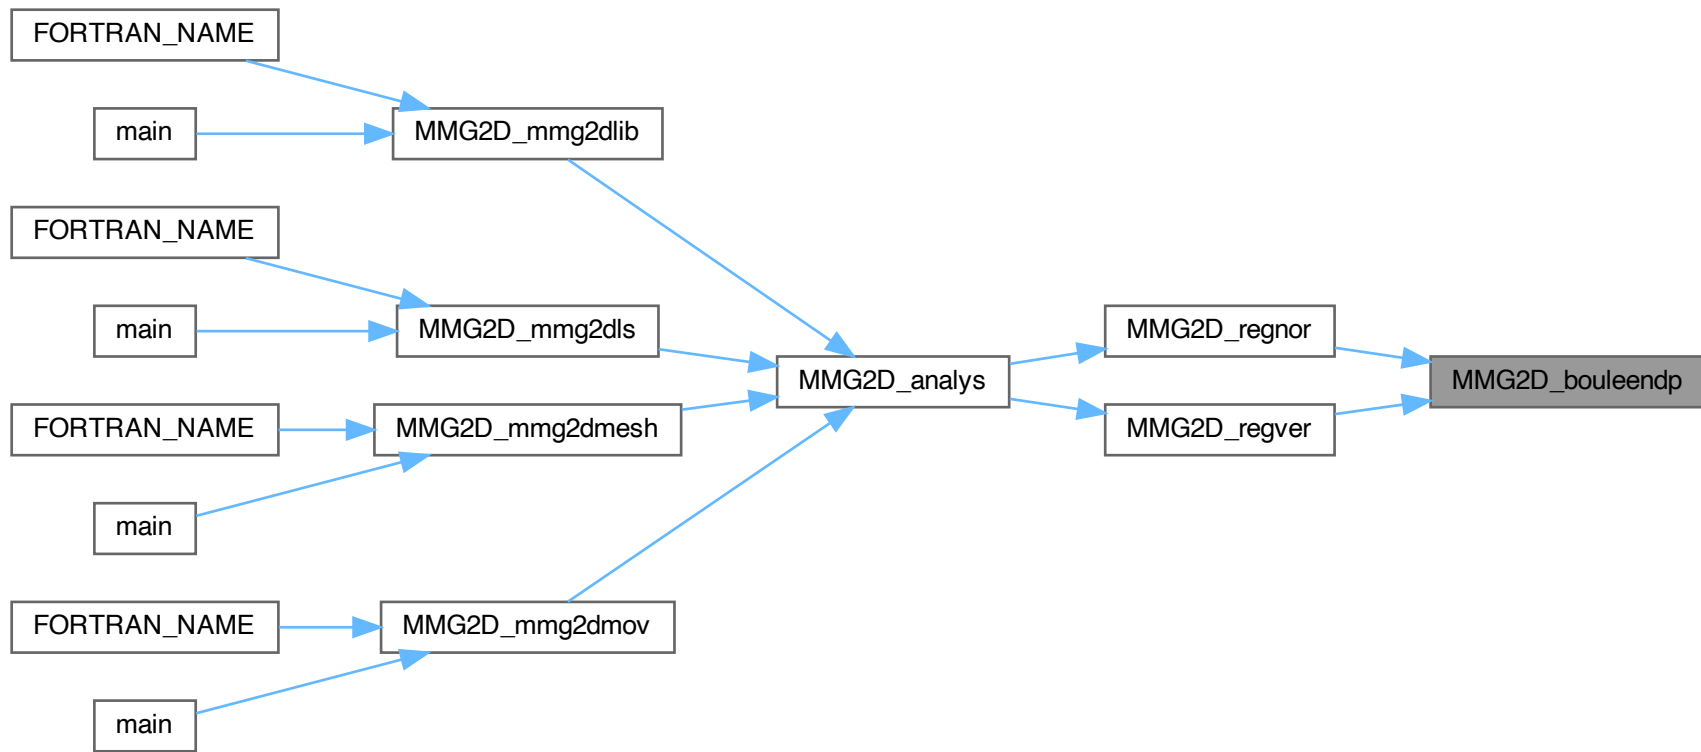 FORTRAN_NAME
main
MMG2D_mmg2dlib
FORTRAN_NAME
main
MMG2D_mmg2dls
MMG2D_regnor
MMG2D_analys
MMG2D_bouleendp
FORTRAN_NAME
MMG2D_mmg2dmesh
MMG2D_regver
main
FORTRAN_NAME
MMG2D_mmg2dmov
main